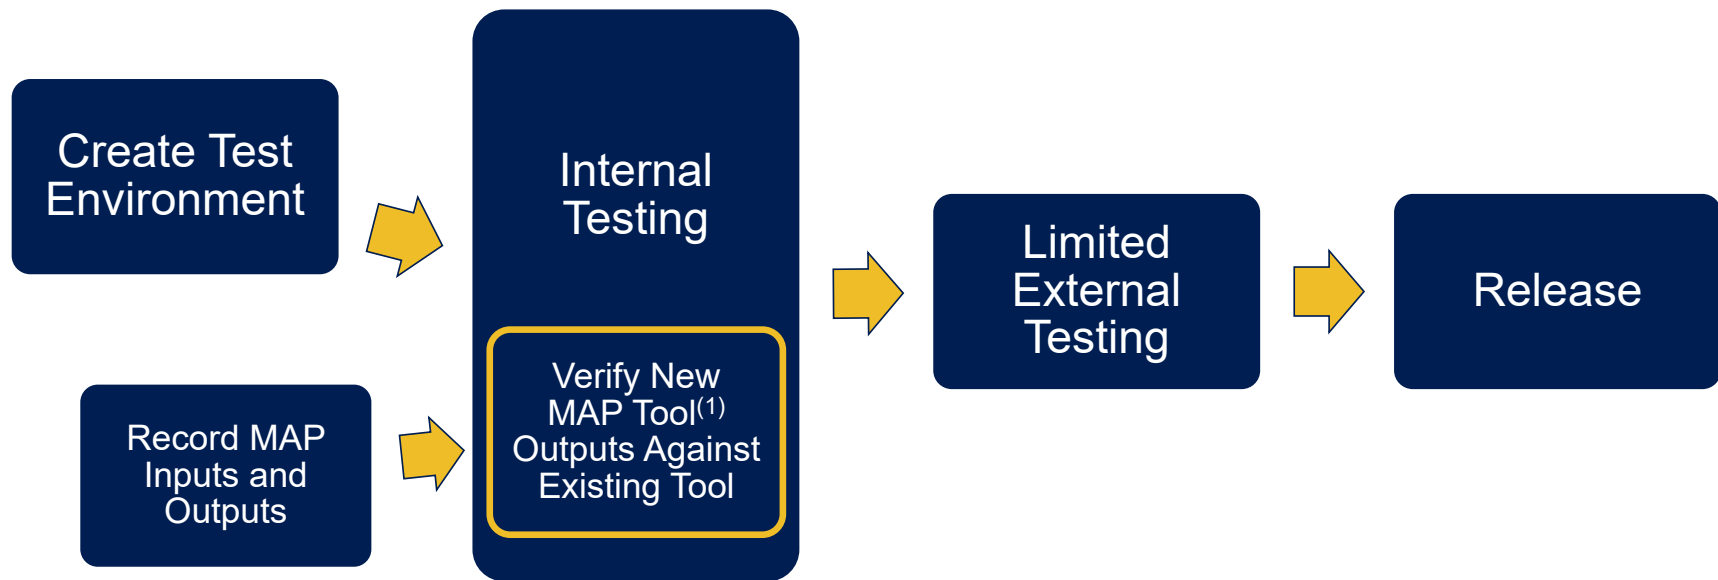 Create Test
Environment
Record MAP
Inputs and
Outputs
Internal
Testing
Verify New
MAP Tool(1)
Outputs Against
Existing Tool
Limited
External
Testing
Release